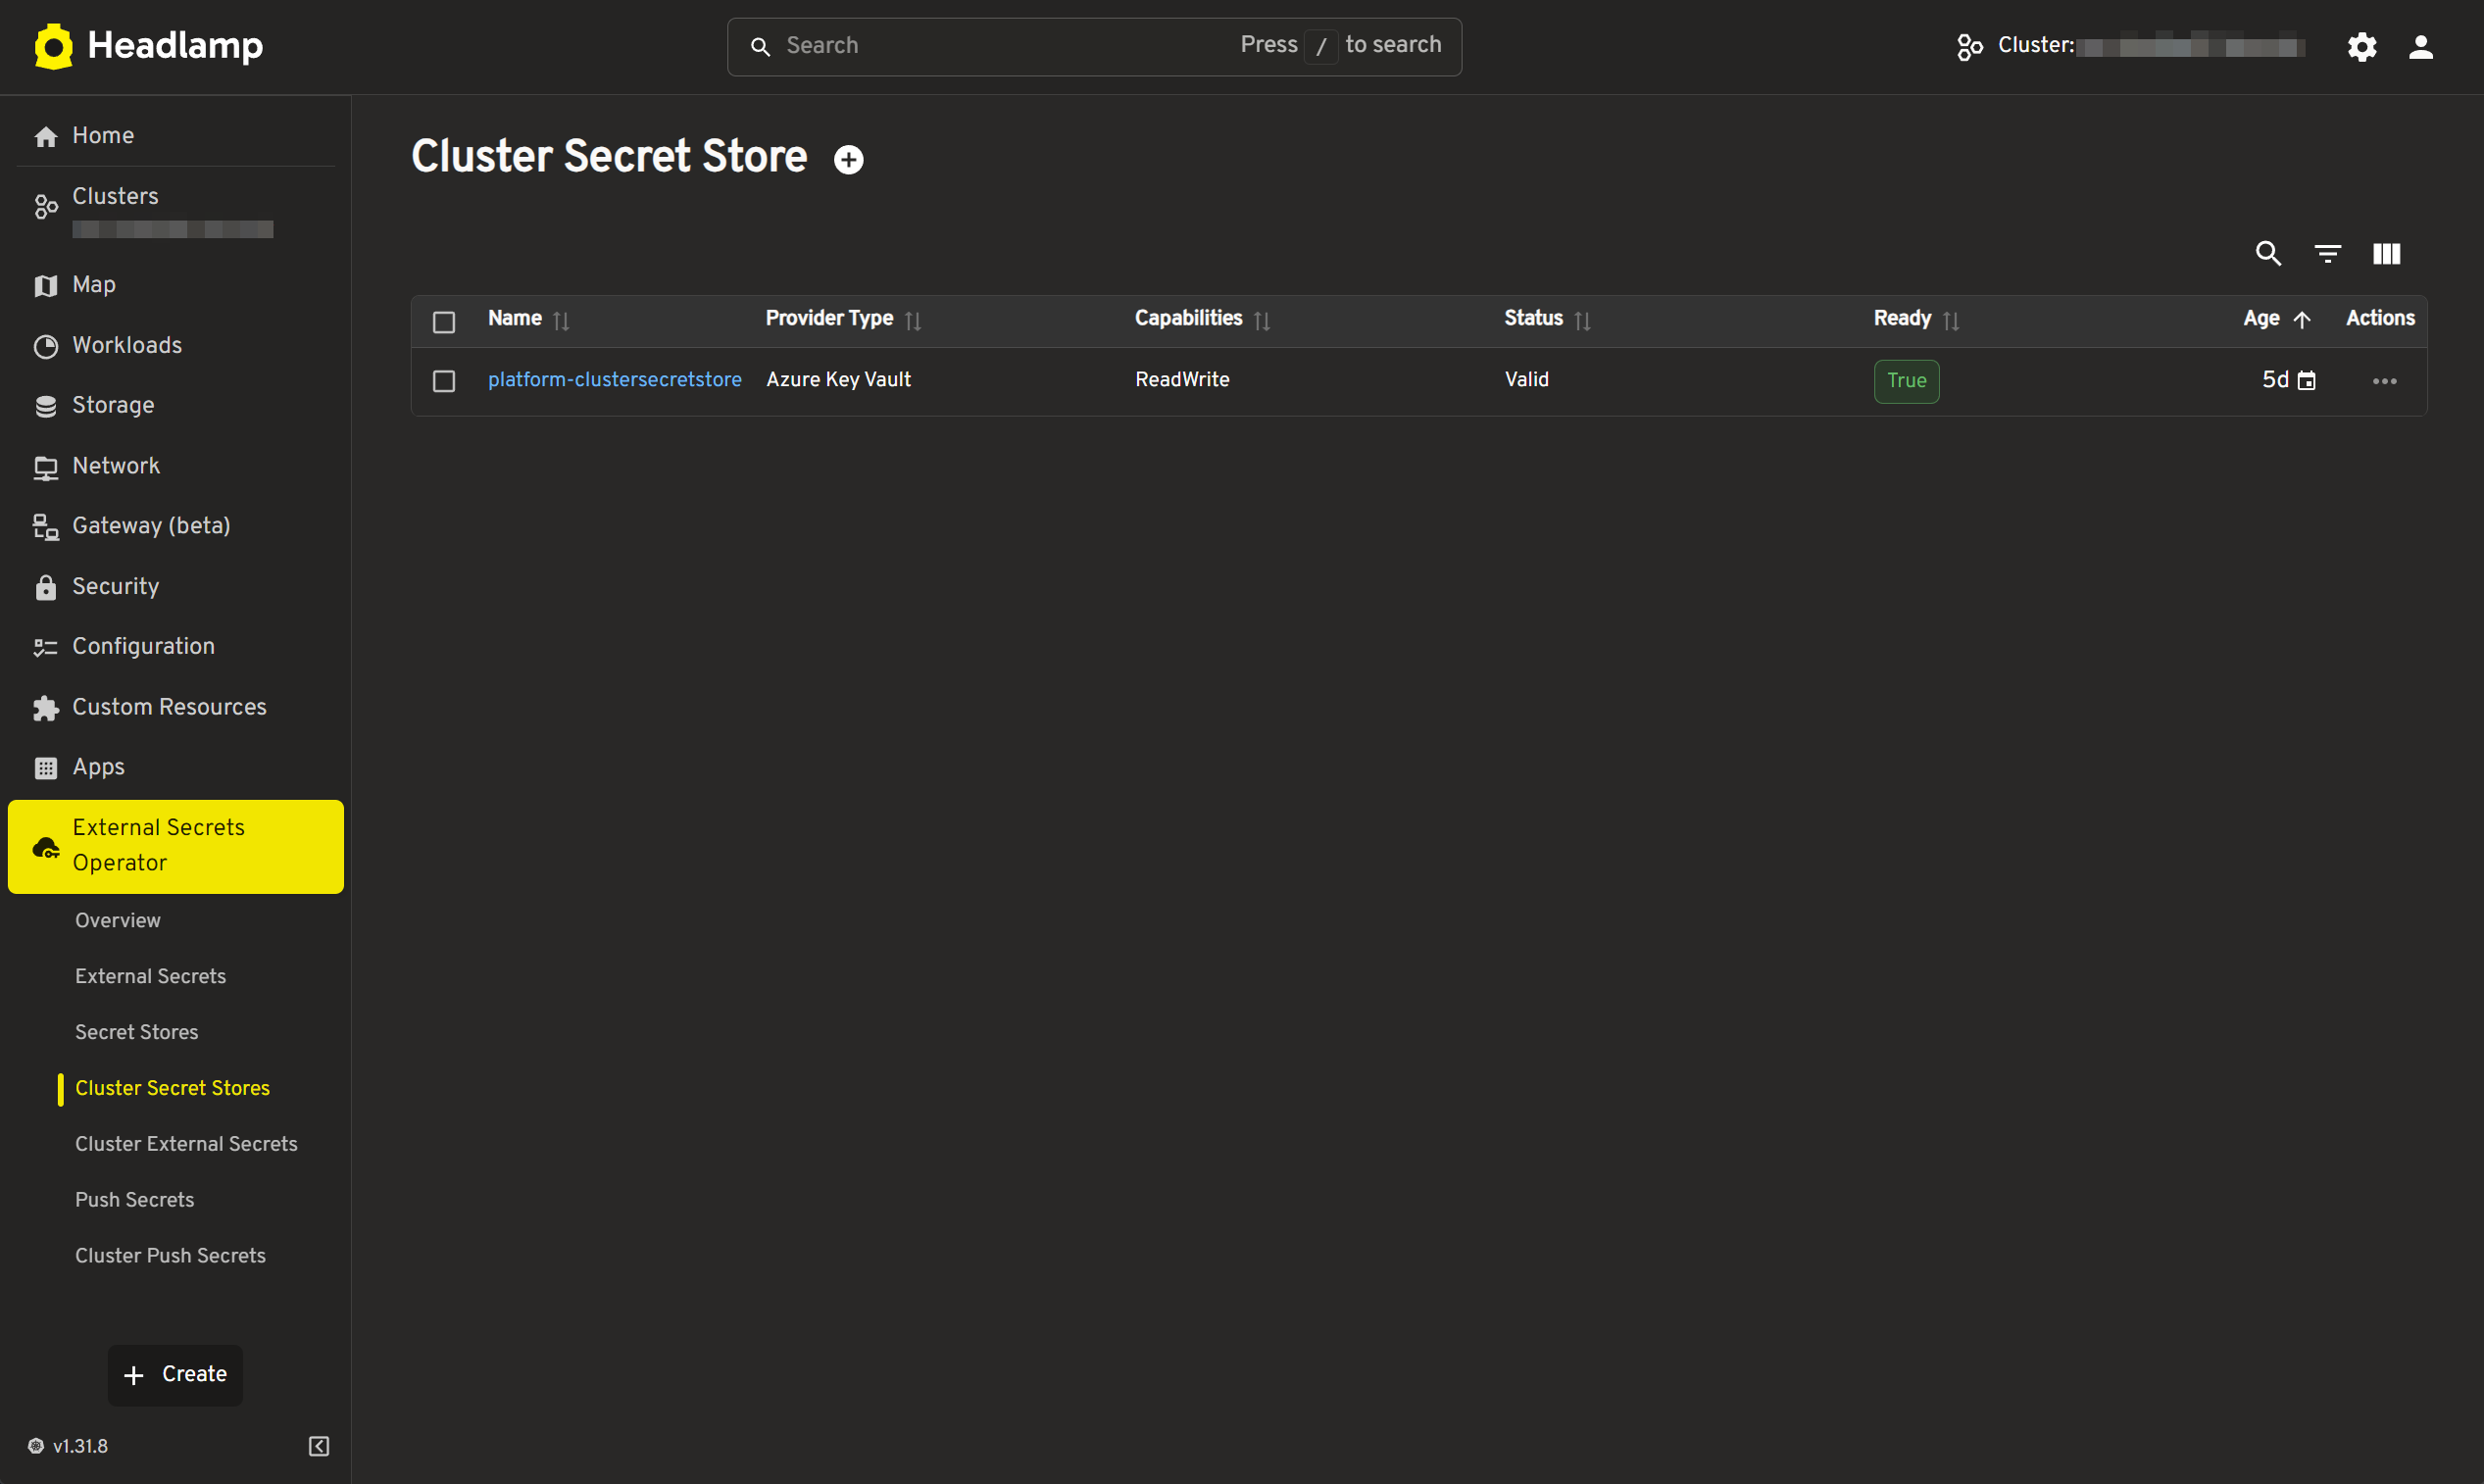 Headlamp
Search
Press / to search
Cluster:
Home
Clusters
Map
Workloads
Storage
Network
Gateway (beta)
Security
Configuration
Custom Resources
Apps
External Secrets
Operator
Overview
External Secrets
Secret Stores
Cluster Secret Stores
Cluster External Secrets
Push Secrets
Cluster Push Secrets
Create
v1.31.8
Cluster Secret Store
Name Provider Type Capabilities Status Ready Age Actions
platform-clustersecretstore Azure Key Vault ReadWrite Valid True 5d